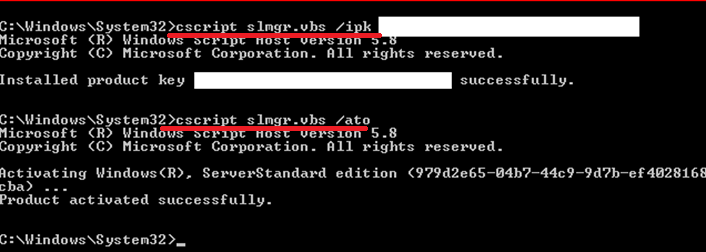 C:\Windows\System32>cscript slmgr.vbs /ipk
Microsoft (R) Windows Script Host Version 5.8
Copyright (C) Microsoft Corporation. All rights reserved.
Installed product key successfully.
C:\Windows\System32>cscript slmgr.vbs /ato
Microsoft (R) Windows Script Host Version 5.8
Copyright (C) Microsoft Corporation. All rights reserved.
Activating Windows(R), ServerStandard edition (979d2e65-04b7-44c9-9d7b-ef4028168
cba) ...
Product activated successfully.
C:\Windows\System32>_